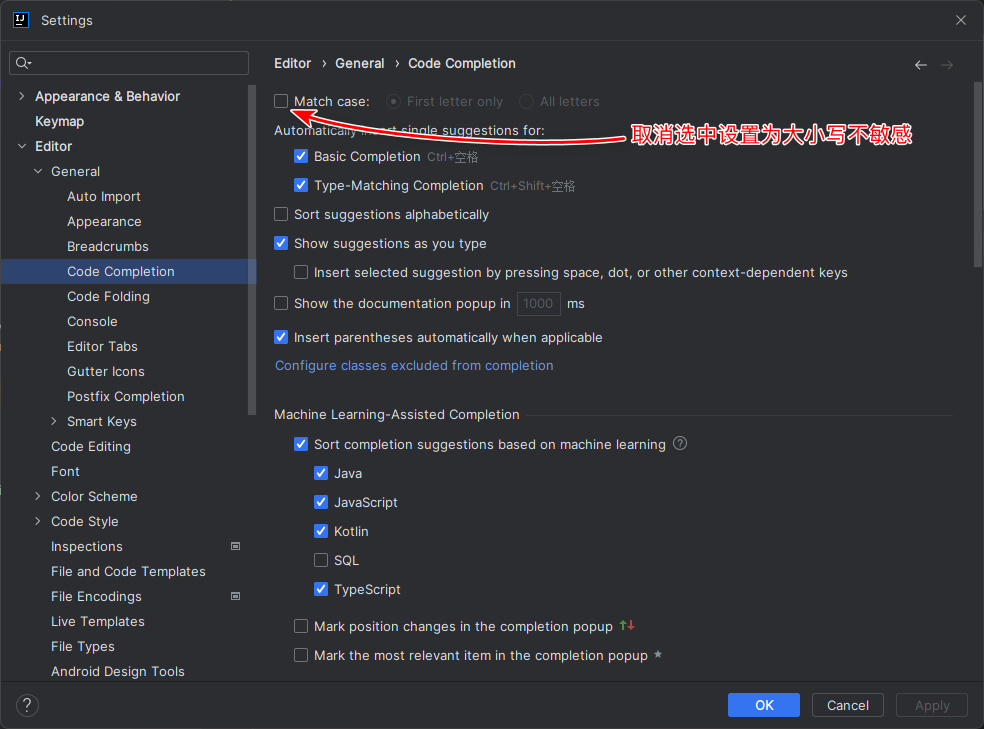 Settings
Editor › General › Code Completion
Appearance & Behavior
Keymap
Editor
General
Auto Import
Appearance
Breadcrumbs
Code Completion
Code Folding
Console
Editor Tabs
Gutter Icons
Postfix Completion
Smart Keys
Code Editing
Font
Color Scheme
Code Style
Inspections
File and Code Templates
File Encodings
Live Templates
File Types
Android Design Tools
Match case: First letter only All letters
取消选中设置为大小写不敏感
Automatically insert single suggestions for:
Basic Completion Ctrl+空格
Type-Matching Completion Ctrl+Shift+空格
Sort suggestions alphabetically
Show suggestions as you type
Insert selected suggestion by pressing space, dot, or other context-dependent keys
Show the documentation popup in 1000 ms
Insert parentheses automatically when applicable
Configure classes excluded from completion
Machine Learning-Assisted Completion
Sort completion suggestions based on machine learning ?
Java
JavaScript
Kotlin
SQL
TypeScript
Mark position changes in the completion popup
Mark the most relevant item in the completion popup
? OK Cancel Apply